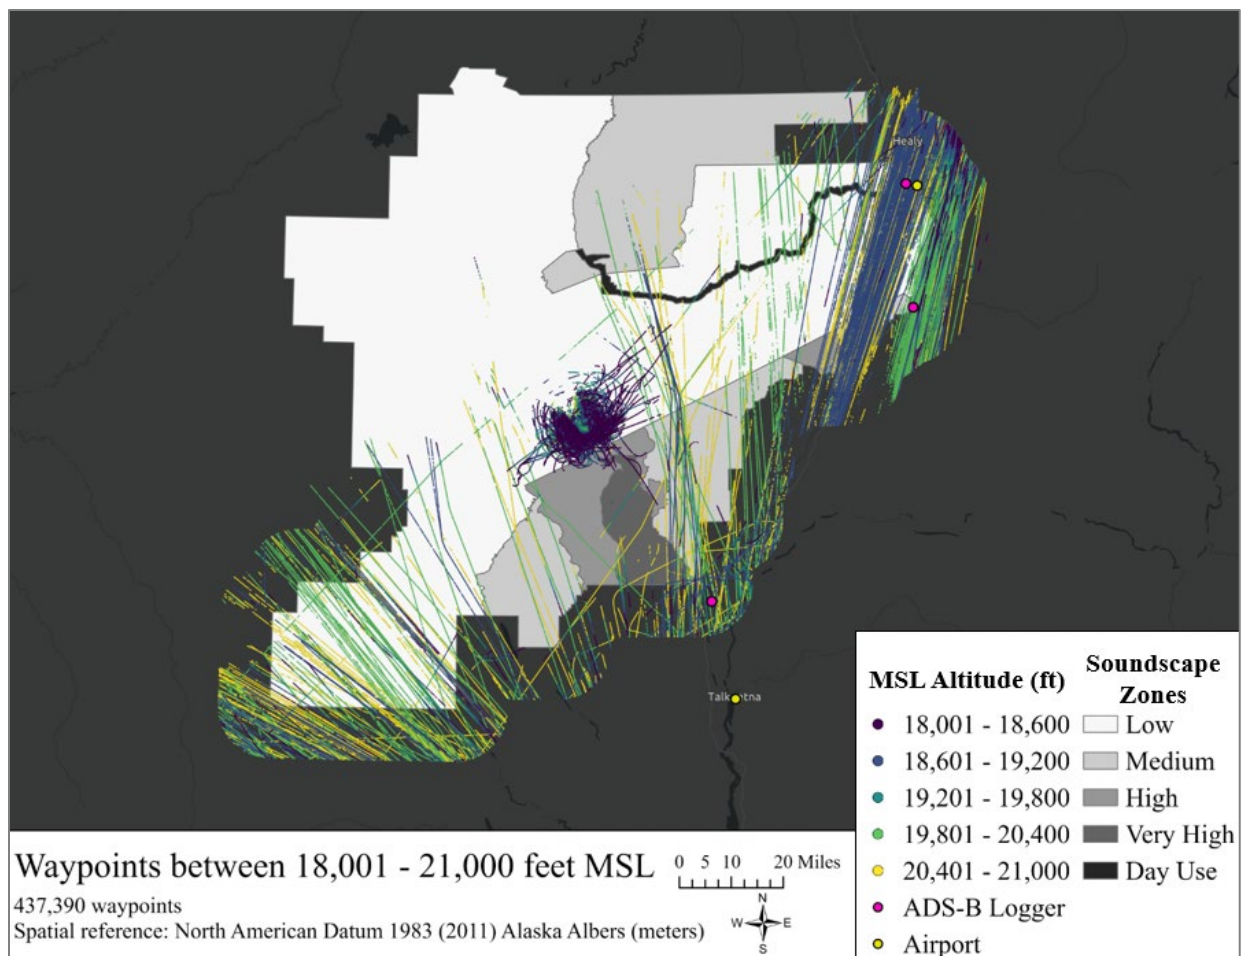 Healy
Talkeetna
MSL Altitude (ft)
18,001 - 18,600
18,601 - 19,200
19,201 - 19,800
19,801 - 20,400
20,401 - 21,000
ADS-B Logger
Airport
Soundscape
Zones
Low
Medium
High
Very High
Day Use
Waypoints between 18,001 - 21,000 feet MSL
0 5 10 20 Miles
437,390 waypoints
Spatial reference: North American Datum 1983 (2011) Alaska Albers (meters)
N
W E
S